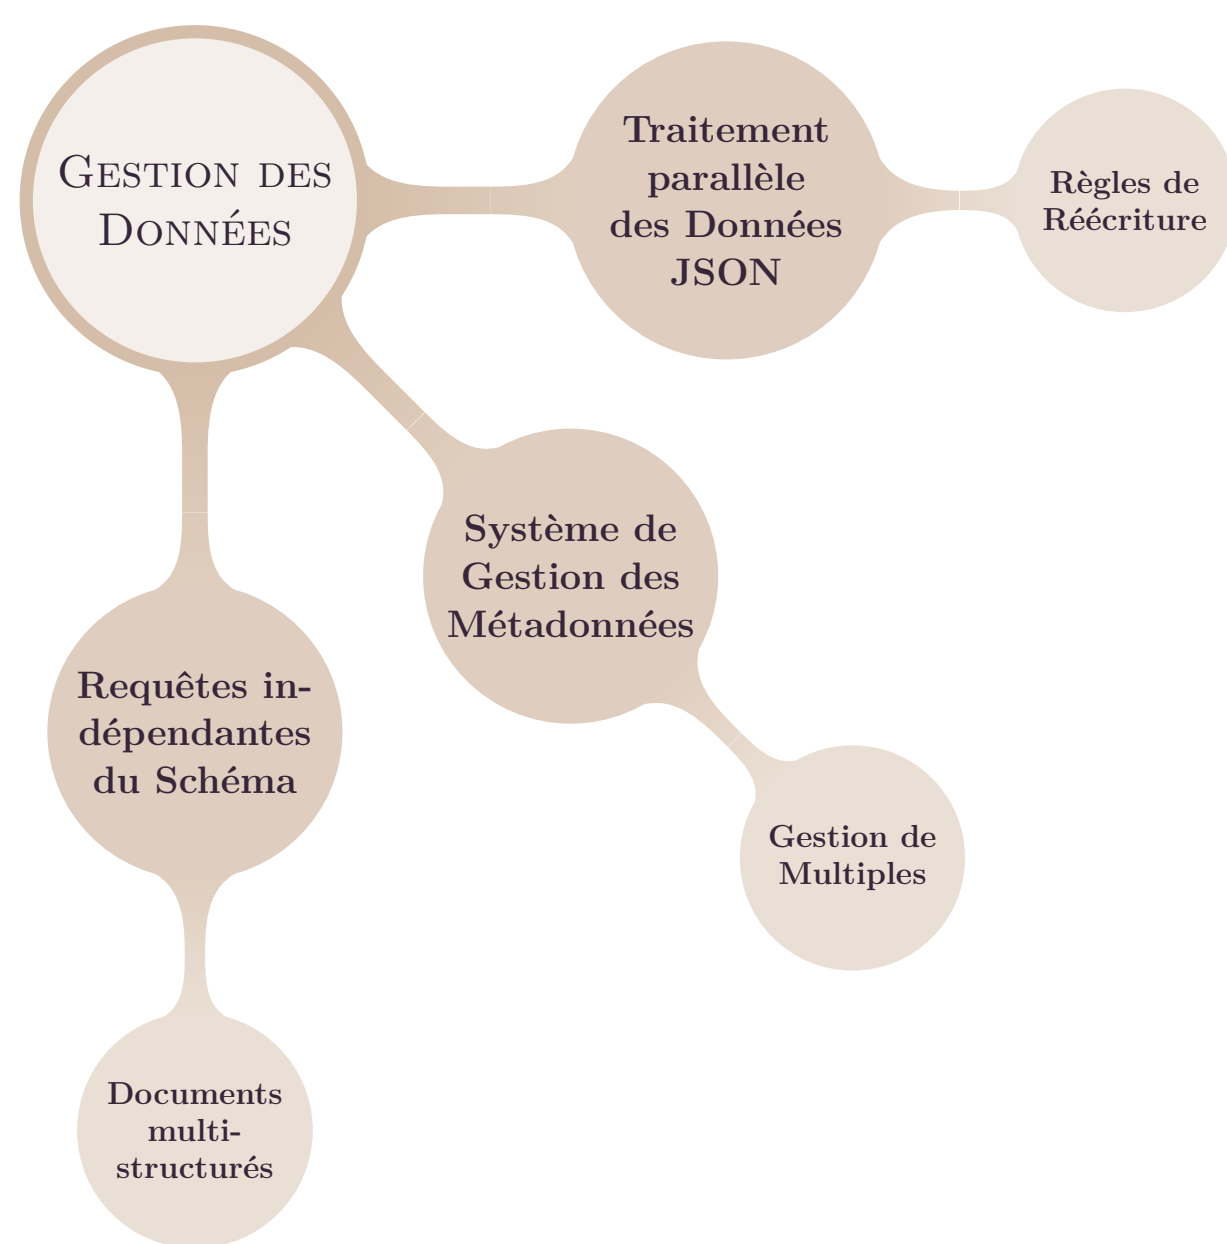 Gestion des
Données
Traitement
parallèle
des Données
JSON
Règles de
Réécriture
Système de
Gestion des
Métadonnées
Requêtes in-
dépendantes
du Schéma
Gestion de
Multiples
Documents
multi-
structurés